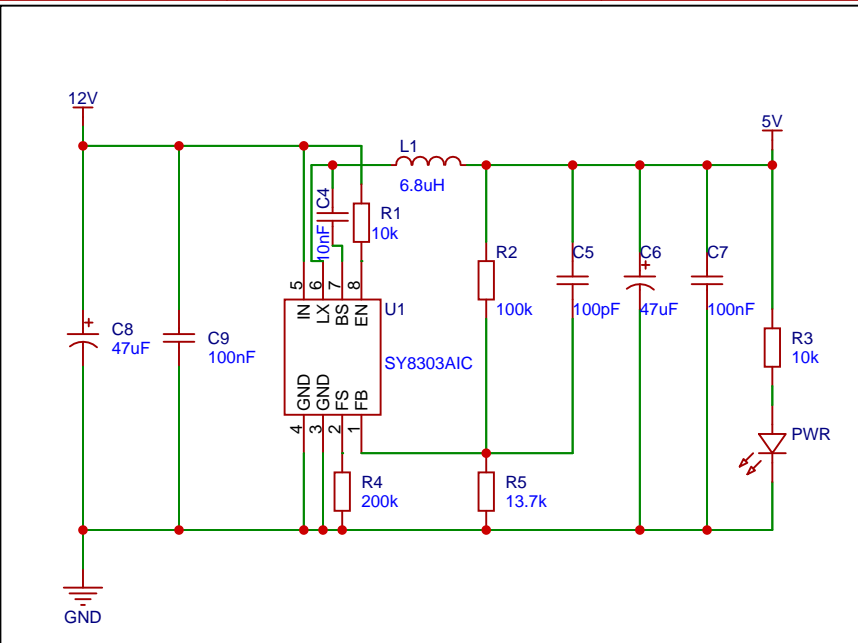 12V
5V
L1
6.8uH
C4
10nF
R1
10k
R2
100k
C5
100pF
C6
47uF
C7
100nF
5
6
7
8
IN
LX
BS
EN
U1
SY8303AIC
C8
47uF
C9
100nF
R3
10k
GND
GND
FS
FB
4
3
2
1
PWR
R4
200k
R5
13.7k
GND